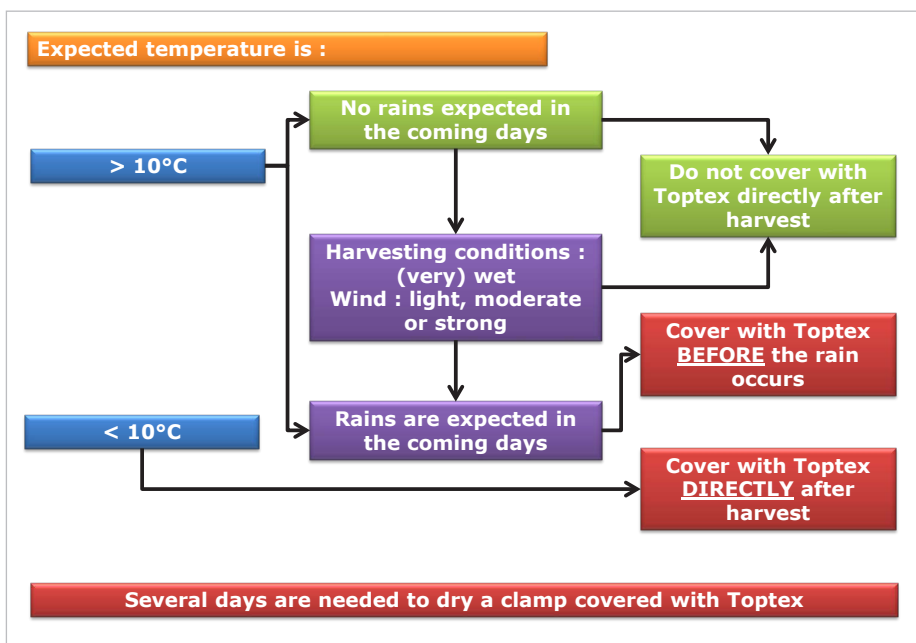 Expected temperature is :
No rains expected in
the coming days
> 10°C
Do not cover with
Toptex directly after
harvest
Harvesting conditions :
(very) wet
Wind : light, moderate
or strong
Cover with Toptex
BEFORE the rain
occurs
Rains are expected in
the coming days
< 10°C
Cover with Toptex
DIRECTLY after
harvest
Several days are needed to dry a clamp covered with Toptex